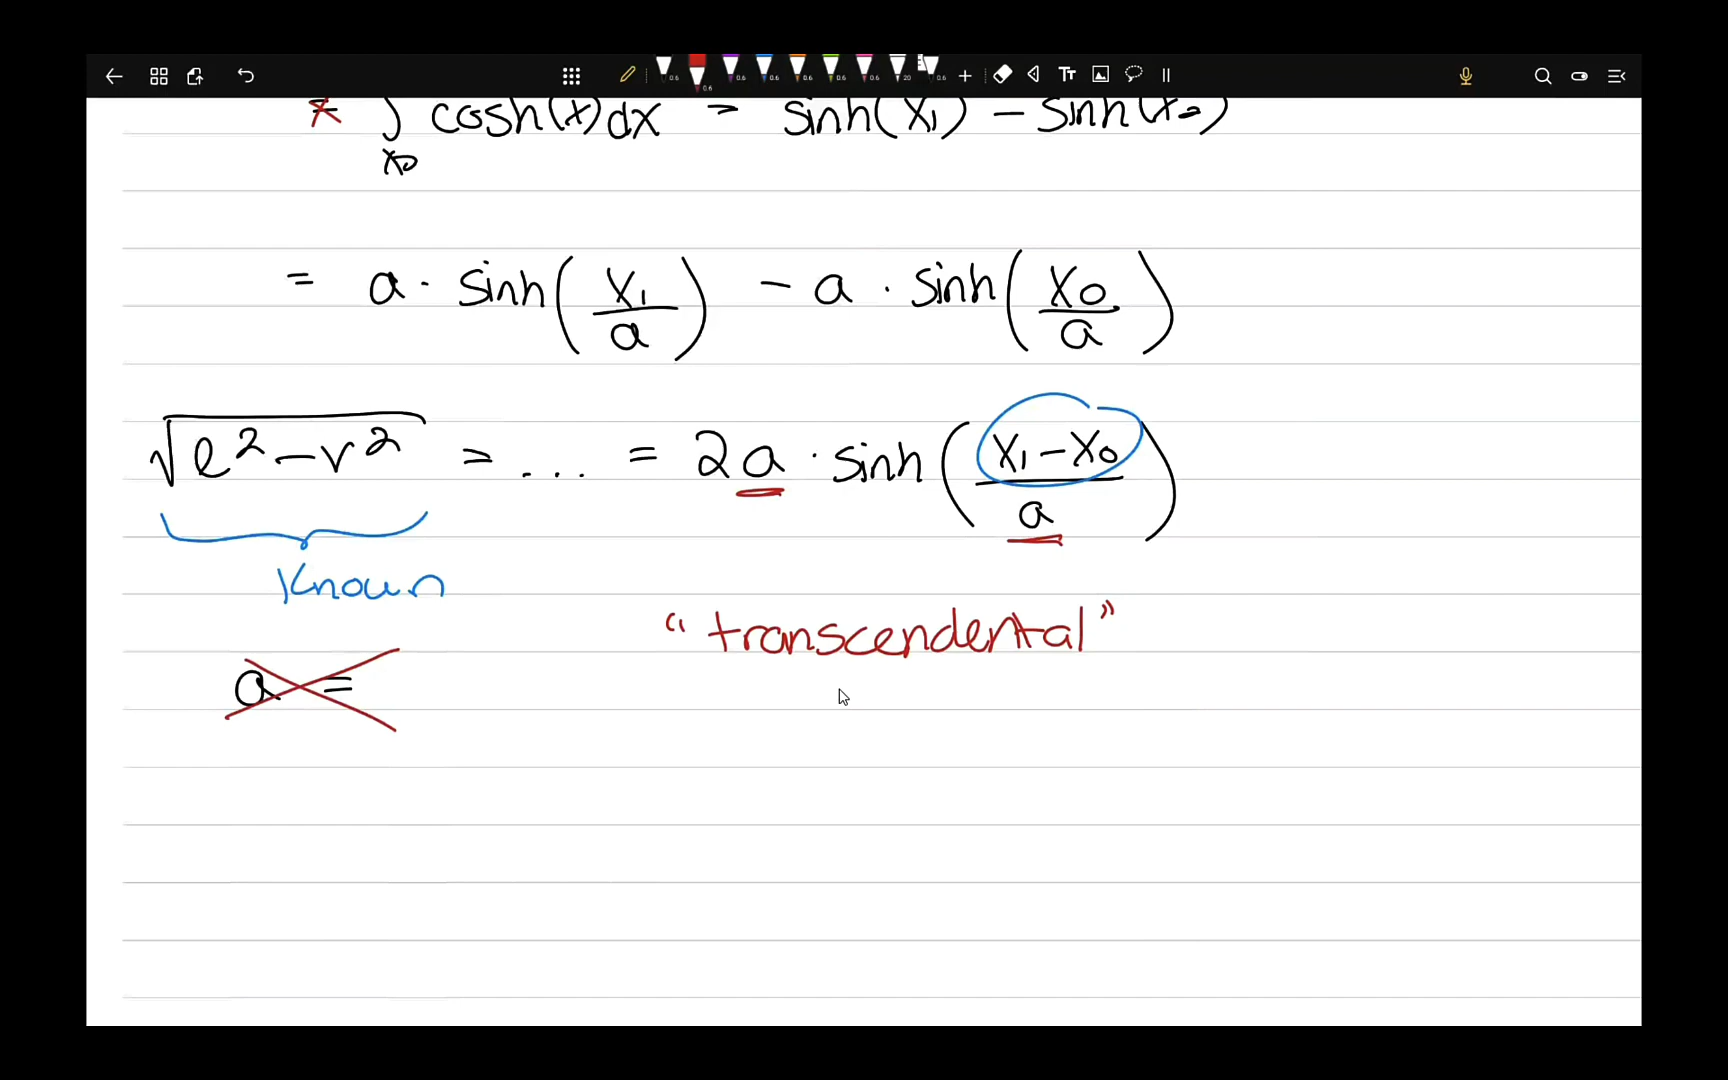 * ∫ cosh(x)dx = sinh(x₁) − sinh(x₀)
x₀
= a · sinh(x₁/a) − a · sinh(x₀/a)
√(l² − v²) = ... = 2a · sinh((x₁ − x₀)/a)
Known
"transcendental"
a =